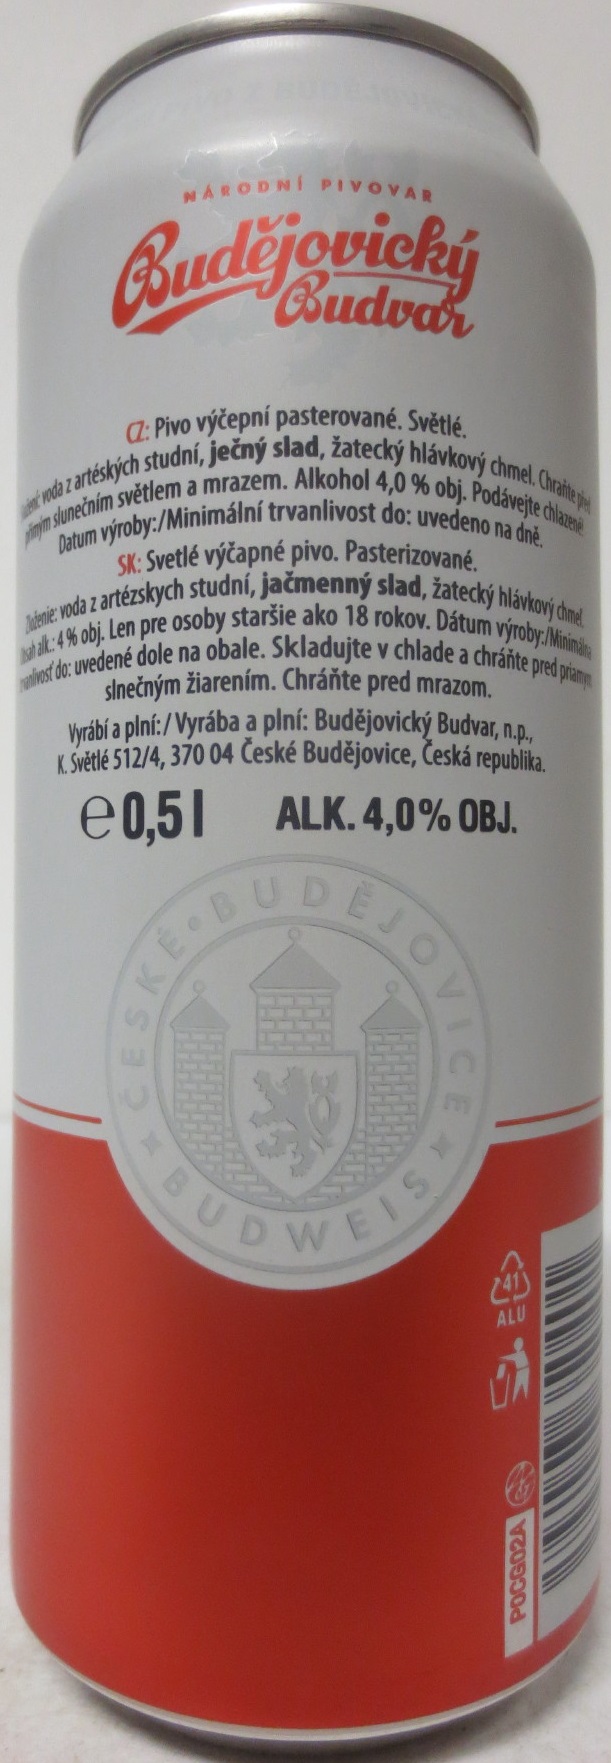 NÁRODNÍ PIVOVAR
Budějovický
Budvar
CZ: Pivo výčepní pasterované. Světlé.
voda z artéských studní, ječný slad, žatecký hlávkový chmel. Chraňte před
přímým slunečním světlem a mrazem. Alkohol 4,0 % obj. Podávejte chlazené!
Datum výroby:/Minimální trvanlivost do: uvedeno na dně.
SK: Svetlé výčapné pivo. Pasterizované.
Zloženie: voda z artézskych studní, jačmenný slad, žatecký hlávkový chmel.
alk.: 4 % obj. Len pre osoby staršie ako 18 rokov. Dátum výroby:/Minimálna
trvanlivosť do: uvedené dole na obale. Skladujte v chlade a chráňte pred priamym
slnečným žiarením. Chráňte pred mrazom.
Vyrábí a plní:/ Vyrába a plní: Budějovický Budvar, n.p.,
K. Světlé 512/4, 370 04 České Budějovice, Česká republika.
℮ 0,5 l ALK. 4,0 % OBJ.
ČESKÉ • BUDĚJOVICE
BUDWEIS
41
ALU
P0CG02A